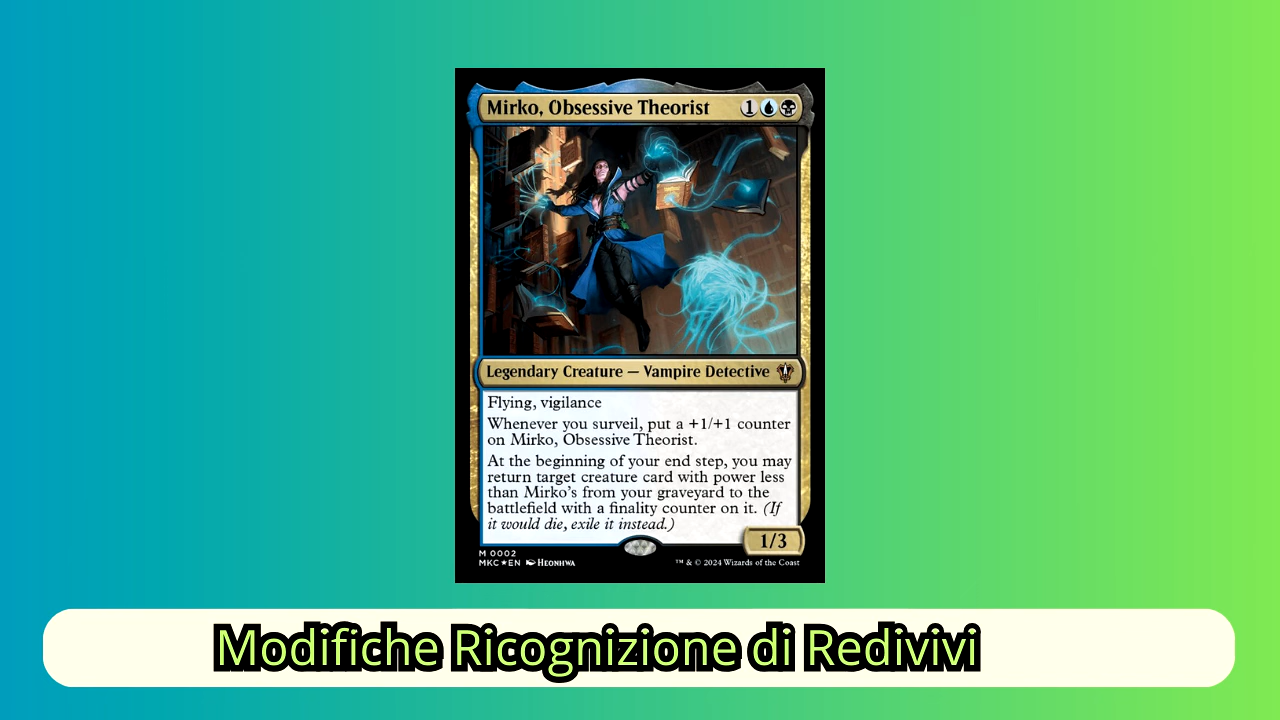 Mirko, Obsessive Theorist 1
Legendary Creature — Vampire Detective
Flying, vigilance
Whenever you surveil, put a +1/+1 counter
on Mirko, Obsessive Theorist.
At the beginning of your end step, you may
return target creature card with power less
than Mirko's from your graveyard to the
battlefield with a finality counter on it. (If
it would die, exile it instead.)
1/3
M 0002
MKC★EN Heonhwa
™ & © 2024 Wizards of the Coast
Modifiche Ricognizione di Redivivi